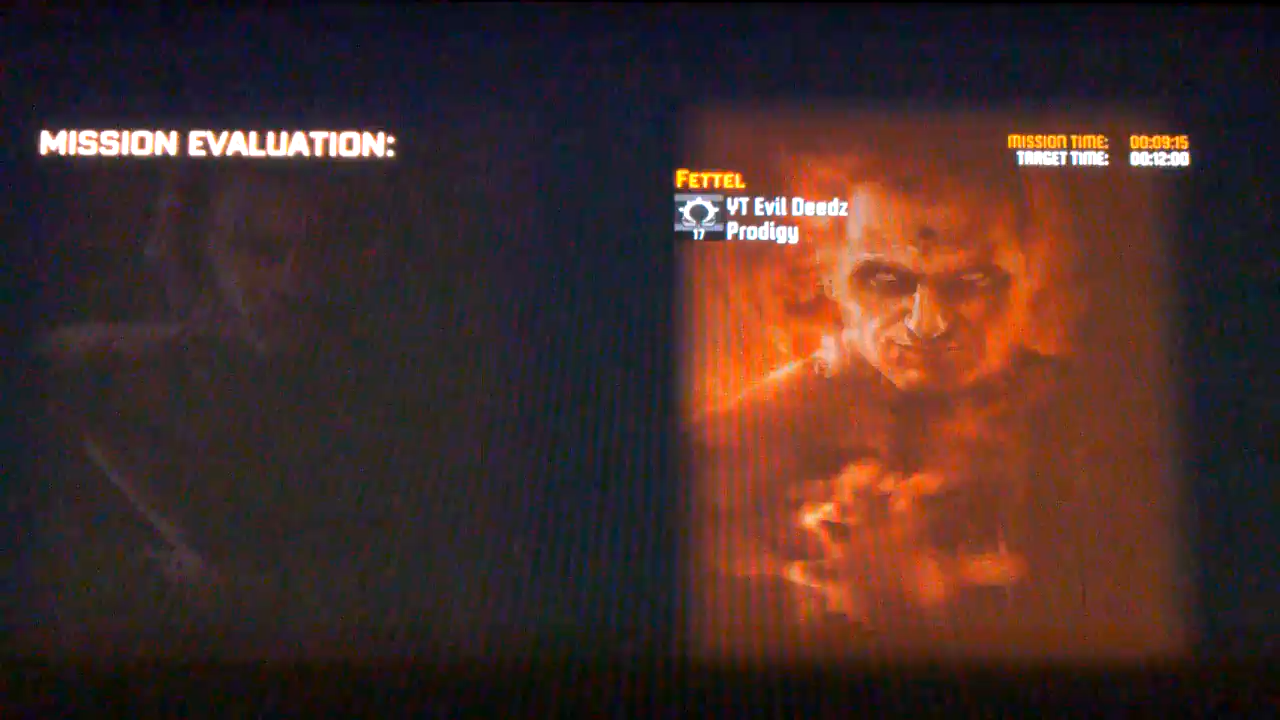 MISSION EVALUATION:
MISSION TIME: 00:09:15
TARGET TIME: 00:12:00
FETTEL
YT Evil Deedz
17
Prodigy